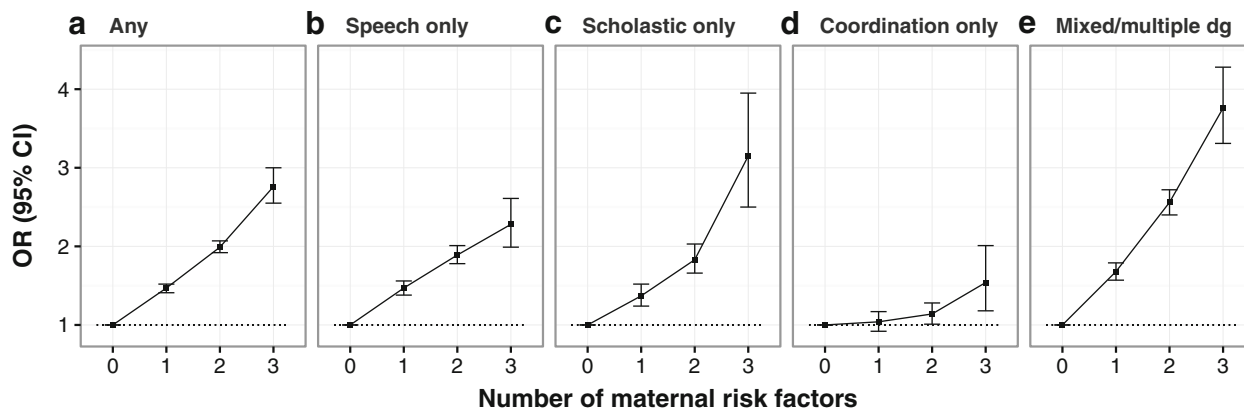 a Any b Speech only c Scholastic only d Coordination only e Mixed/multiple dg
OR (95% CI)
4
3
2
1
0 1 2 3 0 1 2 3 0 1 2 3 0 1 2 3 0 1 2 3
Number of maternal risk factors